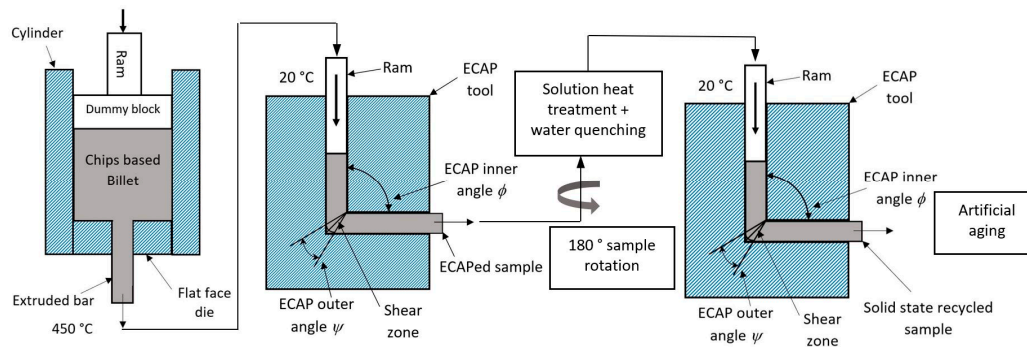 Cylinder
Ram
Dummy block
Chips based
Billet
Extruded bar
450 °C
Flat face
die
20 °C
Ram
ECAP
tool
ECAP inner
angle ϕ
ECAPed sample
ECAP outer
angle ψ
Shear
zone
Solution heat
treatment +
water quenching
180 ° sample
rotation
20 °C
Ram
ECAP
tool
ECAP inner
angle ϕ
Solid state recycled
sample
ECAP outer
angle ψ
Shear
zone
Artificial
aging